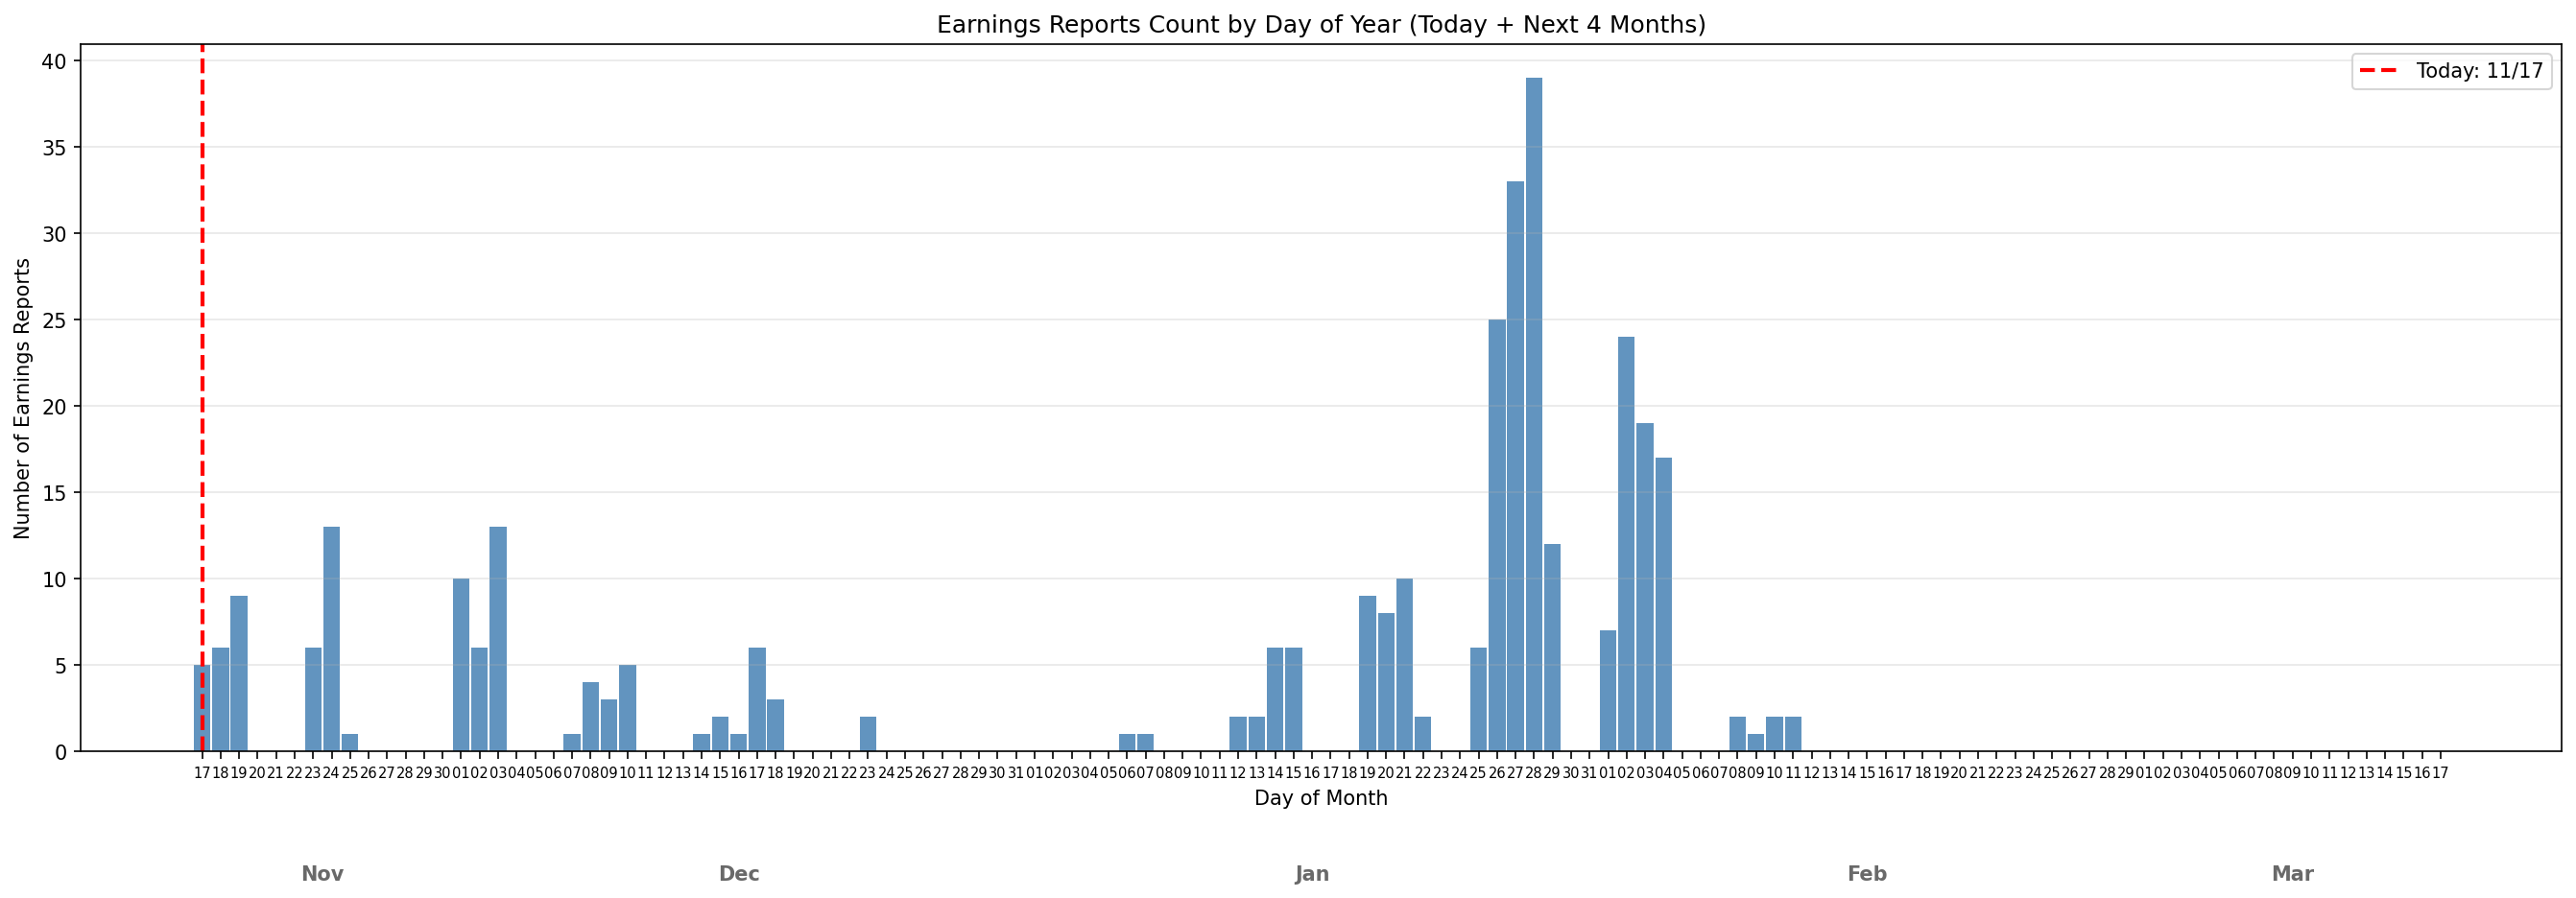 Earnings Reports Count by Day of Year (Today + Next 4 Months)
Today: 11/17
Number of Earnings Reports
40
35
30
25
20
15
10
5
0
17 18 19 20 21 22 23 24 25 26 27 28 29 30 01 02 03 04 05 06 07 08 09 10 11 12 13 14 15 16 17 18 19 20 21 22 23 24 25 26 27 28 29 30 31 01 02 03 04 05 06 07 08 09 10 11 12 13 14 15 16 17 18 19 20 21 22 23 24 25 26 27 28 29 30 31 01 02 03 04 05 06 07 08 09 10 11 12 13 14 15 16 17 18 19 20 21 22 23 24 25 26 27 28 29 01 02 03 04 05 06 07 08 09 10 11 12 13 14 15 16 17
Day of Month
Nov Dec Jan Feb Mar